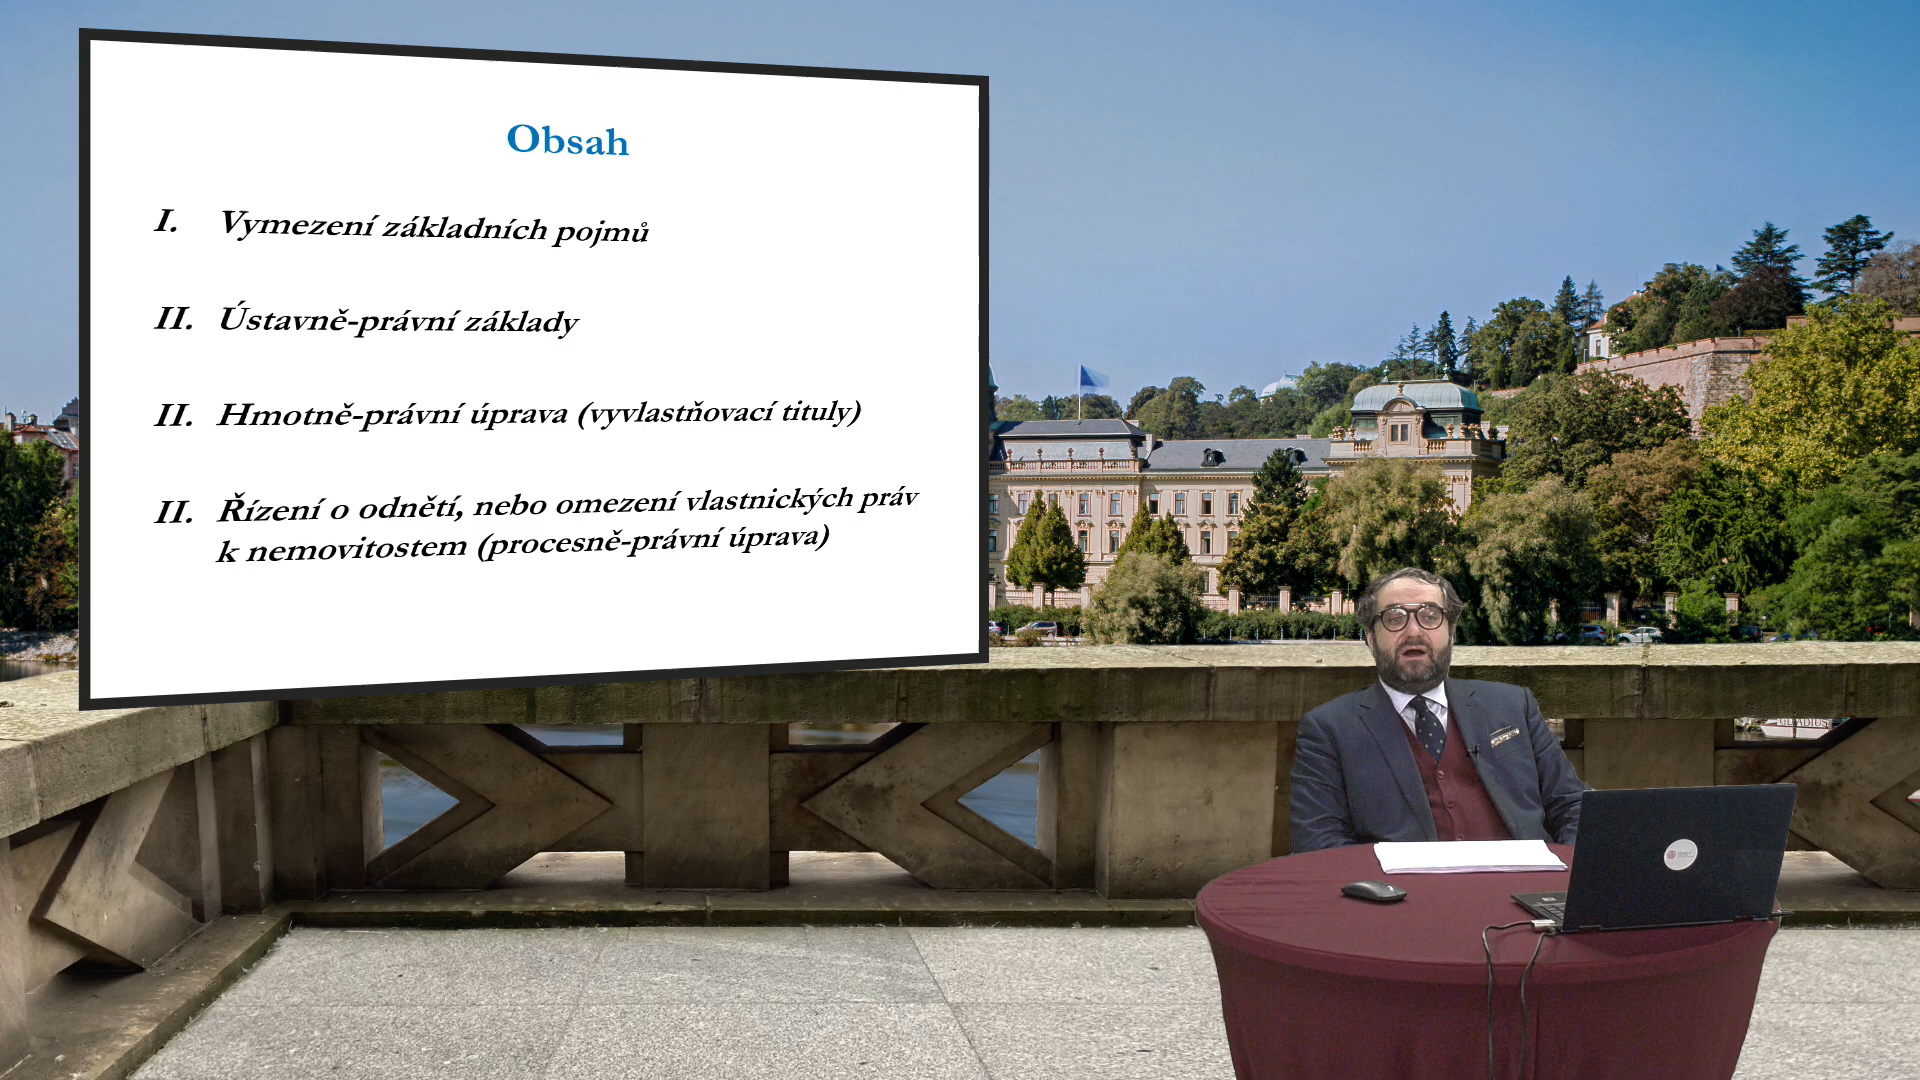 Obsah
I. Vymezení základních pojmů
II. Ústavně-právní základy
II. Hmotně-právní úprava (vyvlastňovací tituly)
II. Řízení o odnětí, nebo omezení vlastnických práv
k nemovitostem (procesně-právní úprava)
GLADIUS